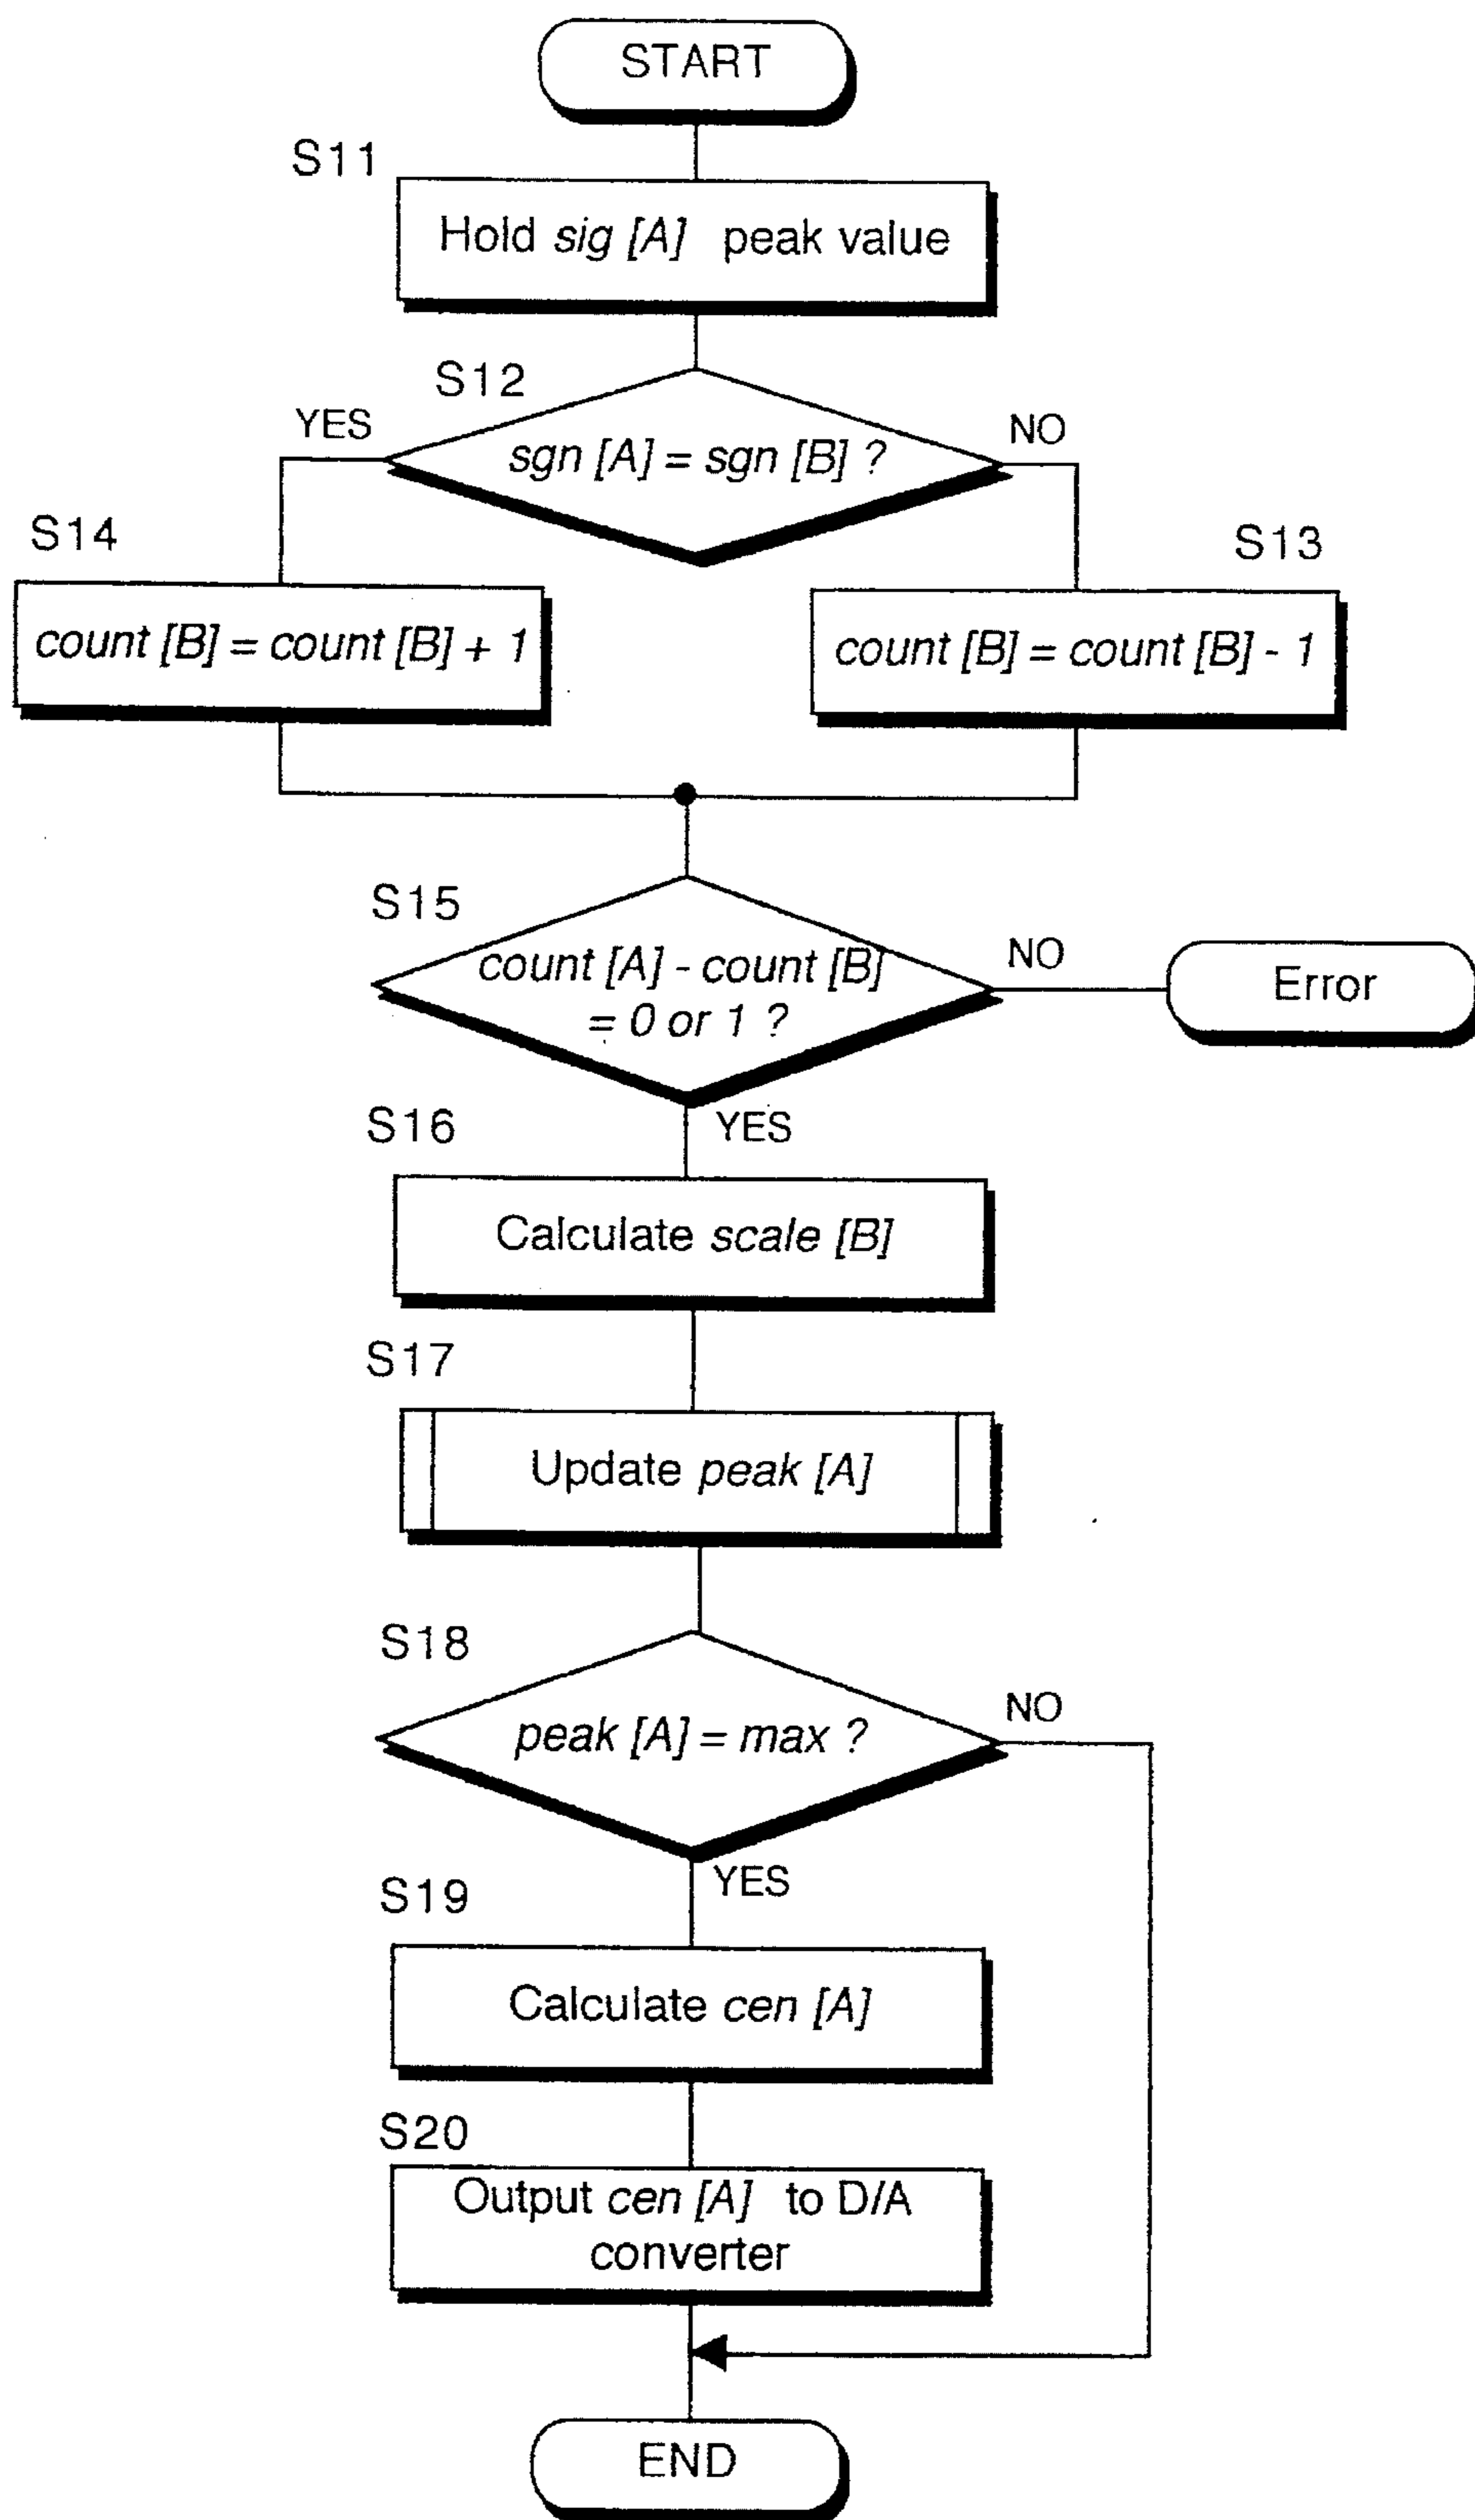 START
S11
Hold sig [A] peak value
S12
YES
NO
sgn [A] = sgn [B] ?
S14
S13
count [B] = count [B] + 1
count [B] = count [B] - 1
S15
count [A] - count [B]
= 0 or 1 ?
NO
Error
S16
YES
Calculate scale [B]
S17
Update peak [A]
S18
NO
peak [A] = max ?
YES
S19
Calculate cen [A]
S20
Output cen [A] to D/A
converter
END